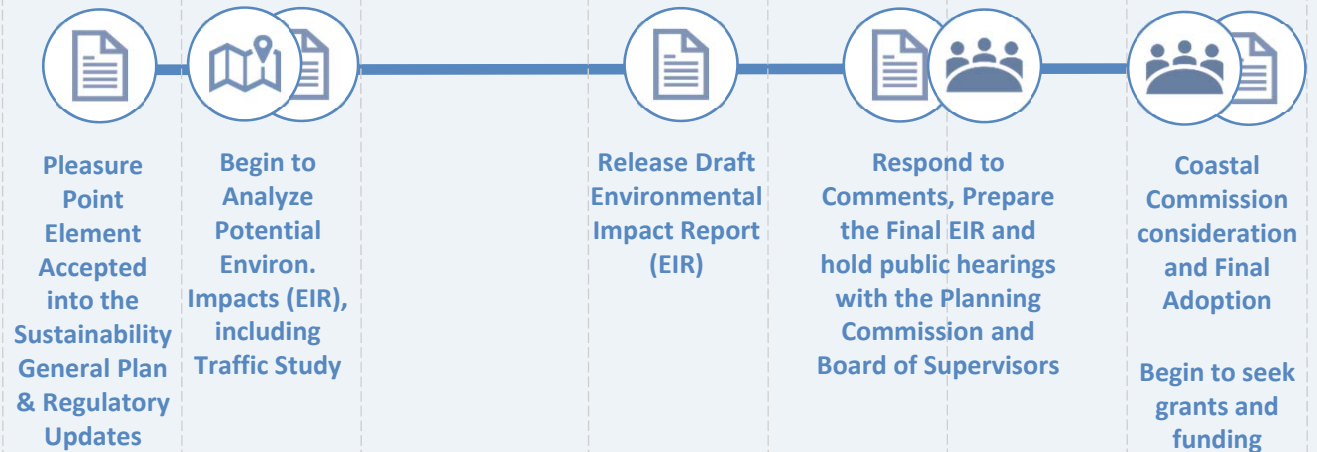 Pleasure
Point
Element
Accepted
into the
Sustainability
General Plan
& Regulatory
Updates
Begin to
Analyze
Potential
Environ.
Impacts (EIR),
including
Traffic Study
Release Draft
Environmental
Impact Report
(EIR)
Respond to
Comments, Prepare
the Final EIR and
hold public hearings
with the Planning
Commission and
Board of Supervisors
Coastal
Commission
consideration
and Final
Adoption
Begin to seek
grants and
funding